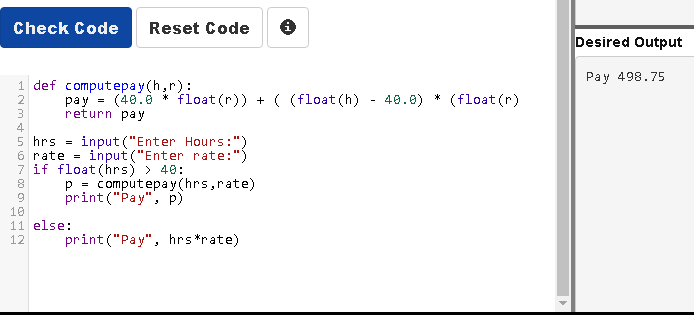 Check Code
Reset Code
Desired Output
Pay 498.75
1 def computepay(h,r):
2     pay = (40.0 * float(r)) + ( (float(h) - 40.0) * (float(r)
3     return pay
4
5 hrs = input("Enter Hours:")
6 rate = input("Enter rate:")
7 if float(hrs) > 40:
8     p = computepay(hrs,rate)
9     print("Pay", p)
10
11 else:
12     print("Pay", hrs*rate)